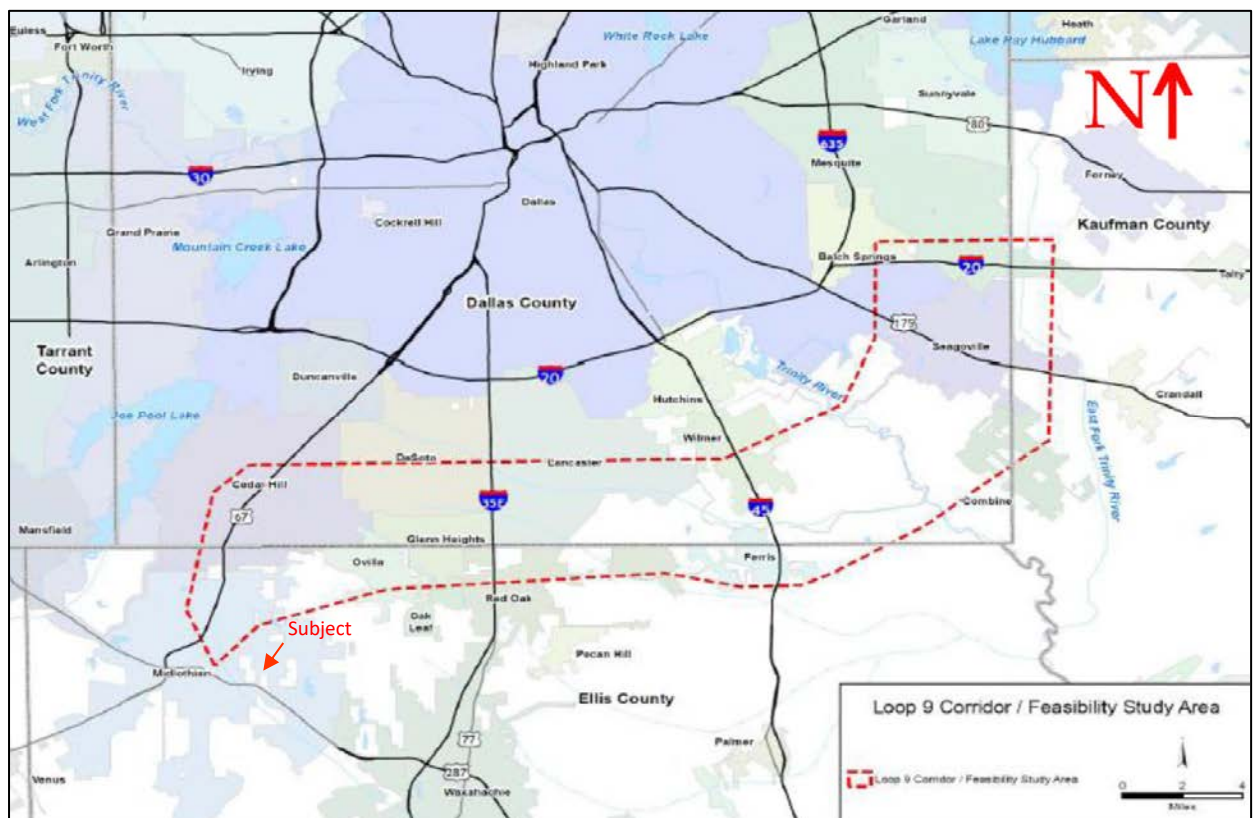 Euless
Fort Worth
West Fork Trinity River
Irving
Highland Park
White Rock Lake
Garland
Heath
Lake Ray Hubbard
Sunnyvale
N
80
635
Mesquite
Forney
30
Cockrell Hill
Dallas
Kaufman County
Grand Prairie
Mountain Creek Lake
Arlington
Balch Springs
20
Dallas County
175
Seagoville
Tarrant
County
Duncanville
20
Trinity River
Crandall
Joe Pool Lake
Hutchins
Wilmer
East Fork Trinity River
DeSoto
Lancaster
Cedar Hill
67
35E
45
Combine
Mansfield
Glenn Heights
Ovilla
Ferris
Red Oak
Oak
Leaf
Subject
Midlothian
Pecan Hill
Ellis County
Loop 9 Corridor / Feasibility Study Area
Palmer
77
Loop 9 Corridor / Feasibility Study Area
Venus
287
Waxahachie
0 2 4
Miles